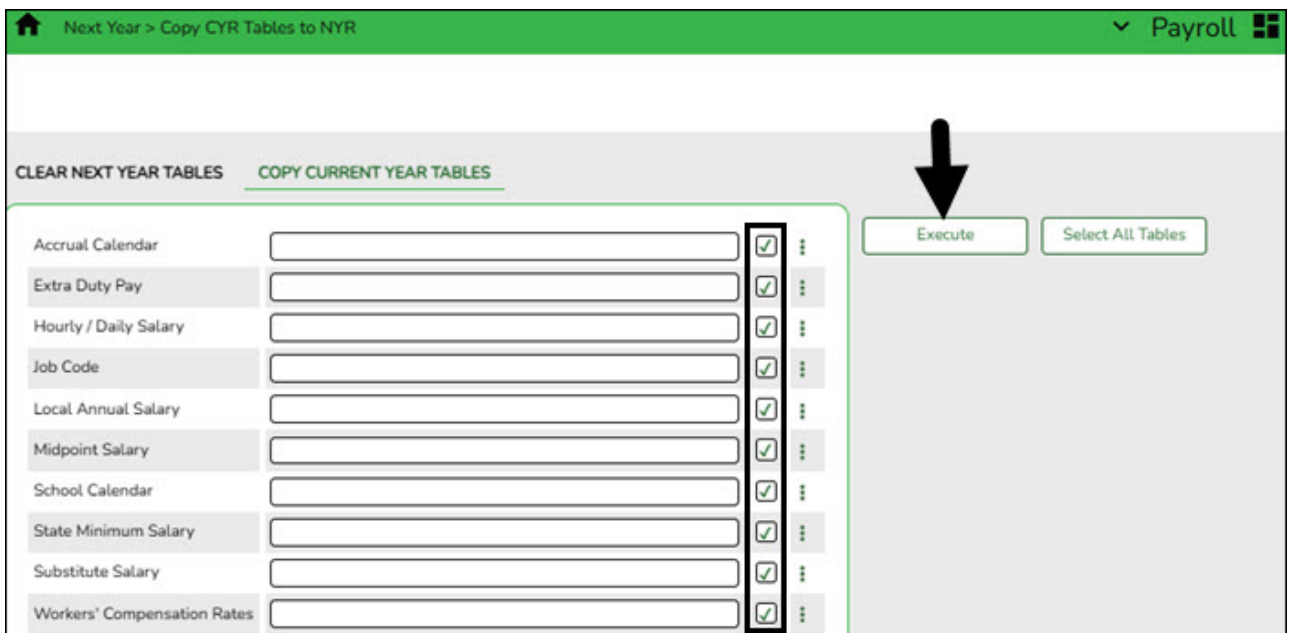 Next Year > Copy CYR Tables to NYR
Payroll
CLEAR NEXT YEAR TABLES COPY CURRENT YEAR TABLES
Execute Select All Tables
Accrual Calendar
Extra Duty Pay
Hourly / Daily Salary
Job Code
Local Annual Salary
Midpoint Salary
School Calendar
State Minimum Salary
Substitute Salary
Workers' Compensation Rates